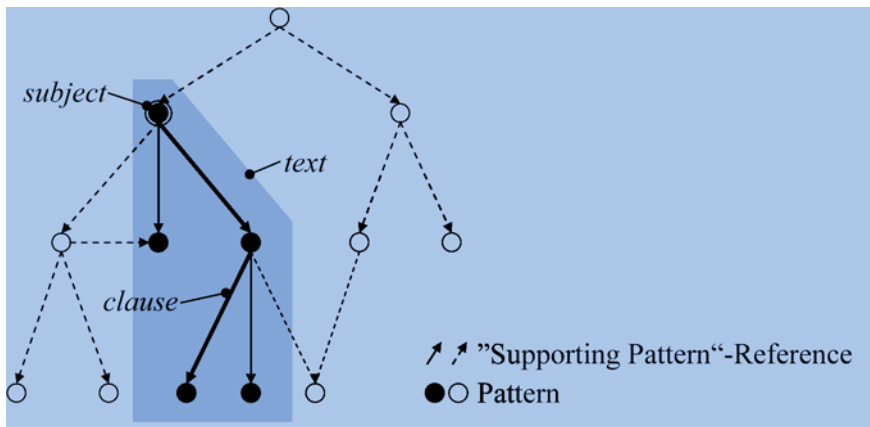 subject
text
clause
”Supporting Pattern“-Reference
Pattern